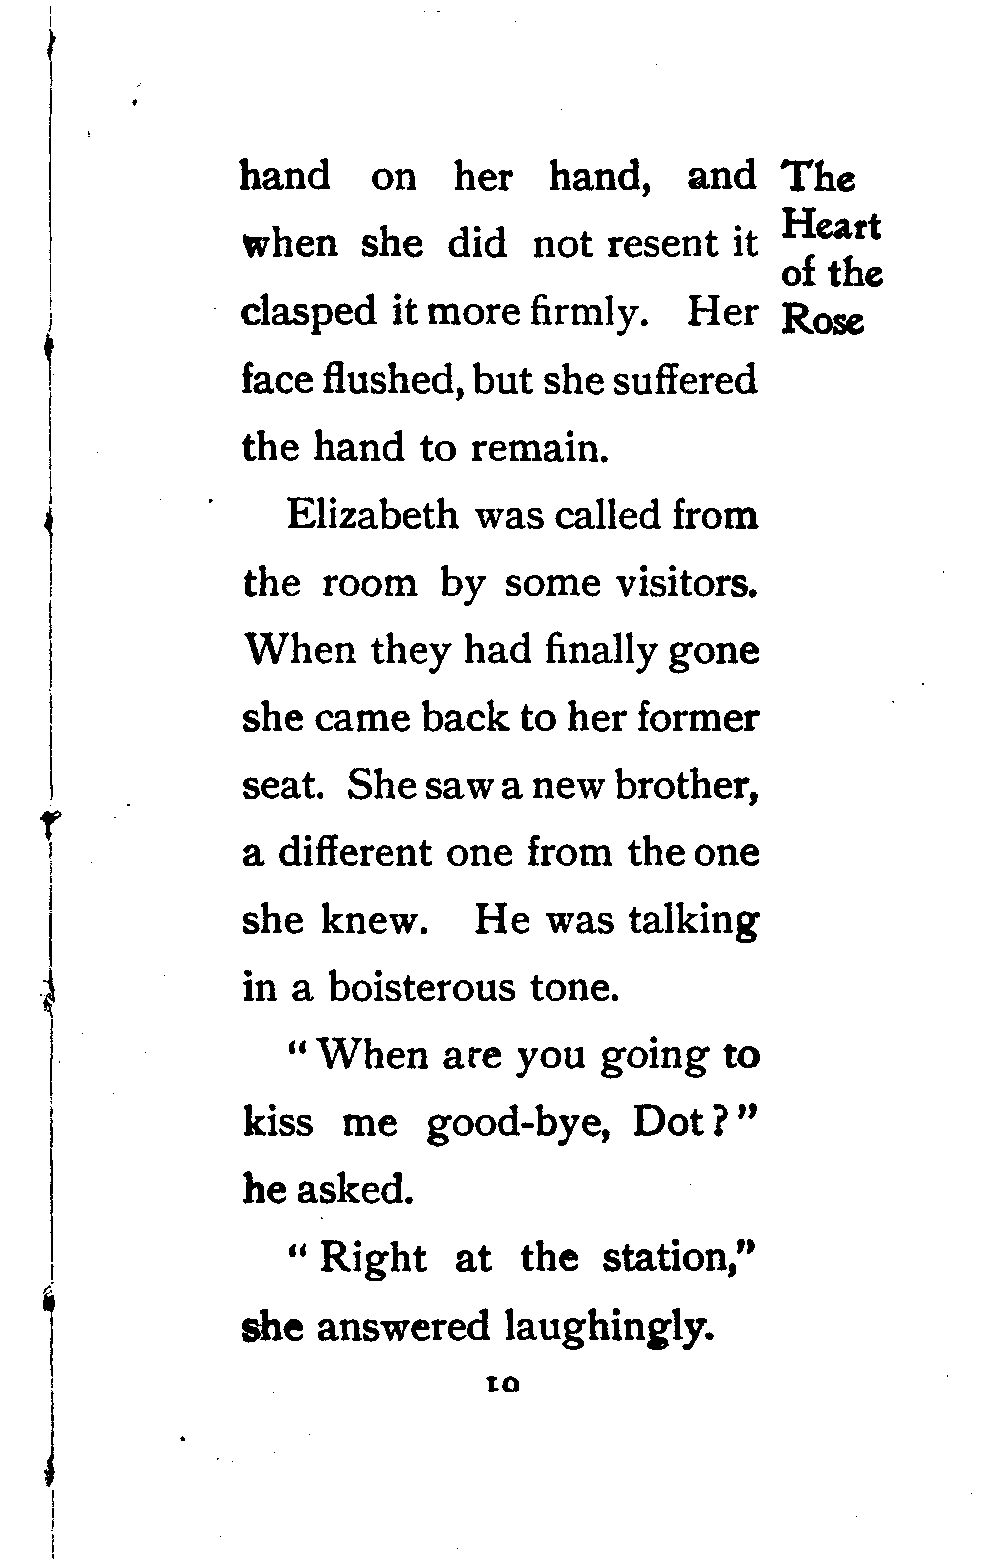 hand on her hand, and
when she did not resent it
clasped it more firmly. Her
face flushed, but she suffered
the hand to remain.
Elizabeth was called from
the room by some visitors.
When they had finally gone
she came back to her former
seat. She saw a new brother,
a different one from the one
she knew. He was talking
in a boisterous tone.
" When are you going to
kiss me good-bye, Dot ? "
he asked.
" Right at the station,"
she answered laughingly.
The
Heart
of the
Rose
10